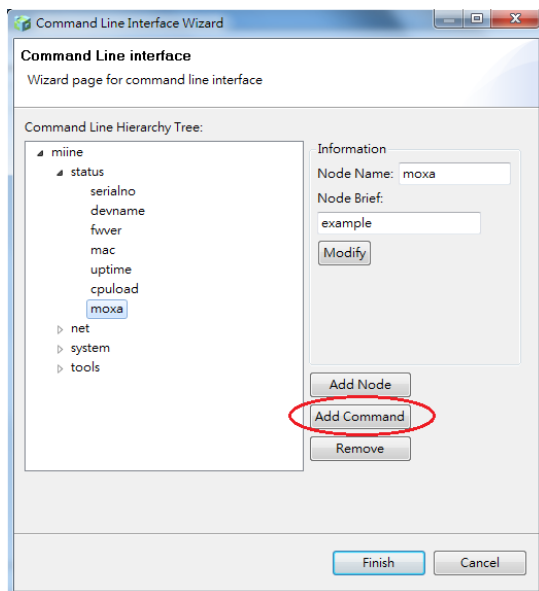 Command Line Interface Wizard
Command Line interface
Wizard page for command line interface
Command Line Hierarchy Tree:
miine
status
serialno
devname
fwver
mac
uptime
cpuload
moxa
net
system
tools
Information
Node Name: moxa
Node Brief:
example
Modify
Add Node
Add Command
Remove
Finish
Cancel